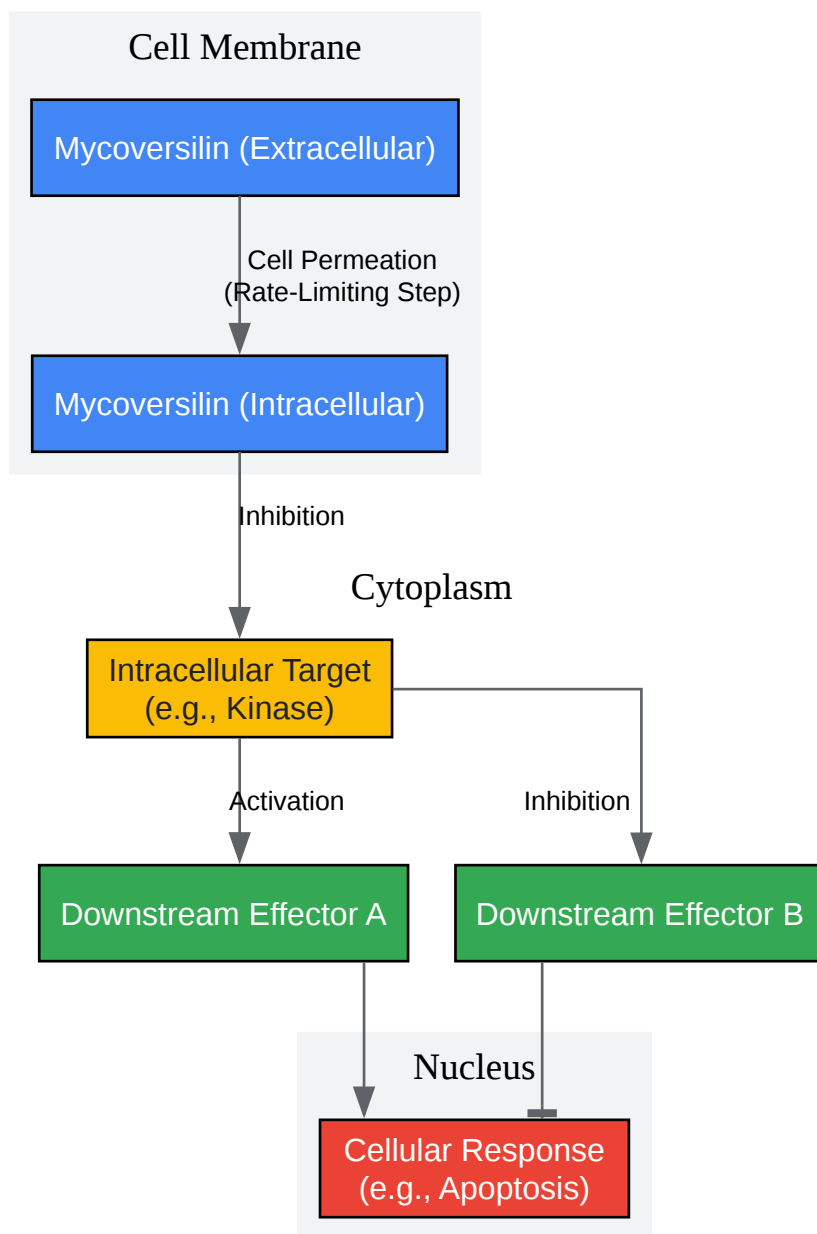 Cell Membrane
Mycoversilin (Extracellular)
Cell Permeation
(Rate-Limiting Step)
Mycoversilin (Intracellular)
Inhibition
Cytoplasm
Intracellular Target
(e.g., Kinase)
Activation
Inhibition
Downstream Effector A
Downstream Effector B
Nucleus
Cellular Response
(e.g., Apoptosis)